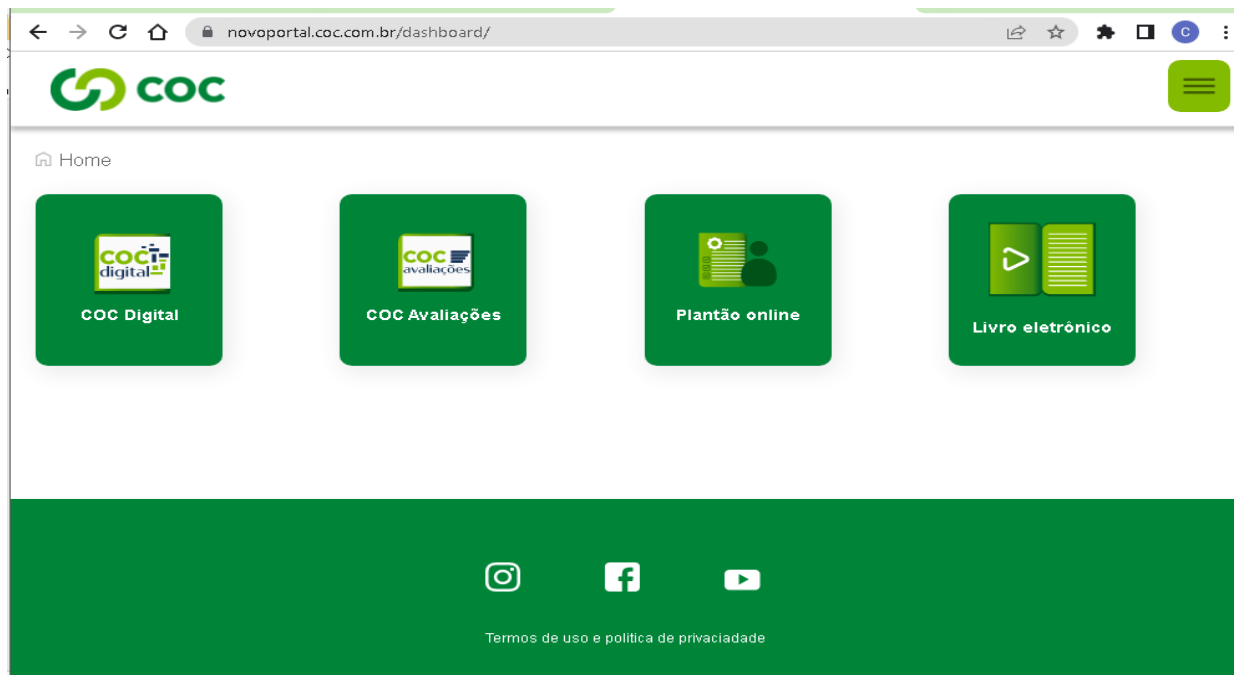 novoportal.coc.com.br/dashboard/
C
coc
Home
coc
digital
COC Digital
coc
avaliações
COC Avaliações
Plantão online
Livro eletrônico
Termos de uso e politica de privaciadade